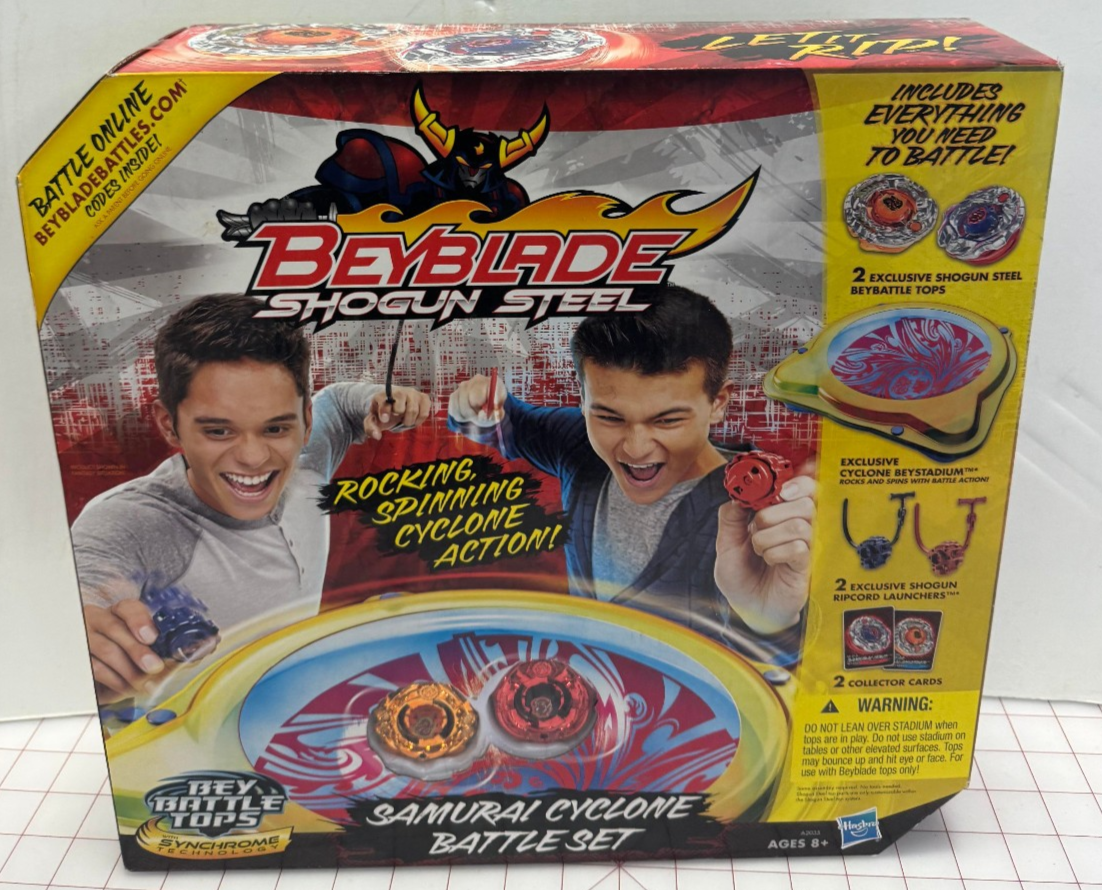 LET IT
RIP!
BATTLE ONLINE
BEYBLADEBATTLES.COM
CODES INSIDE!
BEYBLADE
SHOGUN STEEL
ROCKING,
SPINNING
CYCLONE
ACTION!
BEY
BATTLE
TOPS
WITH
SYNCHROME
TECHNOLOGY
SAMURAI CYCLONE
BATTLE SET
INCLUDES
EVERYTHING
YOU NEED
TO BATTLE!
2 EXCLUSIVE SHOGUN STEEL
BEYBATTLE TOPS
EXCLUSIVE
CYCLONE BEYSTADIUM™*
ROCKS AND SPINS WITH BATTLE ACTION!
2 EXCLUSIVE SHOGUN
RIPCORD LAUNCHERS™*
2 COLLECTOR CARDS
WARNING:
DO NOT LEAN OVER STADIUM when
tops are in play. Do not use stadium on
tables or other elevated surfaces. Tops
may bounce up and hit eye or face. For
use with Beyblade tops only!
AGES 8+
Hasbro